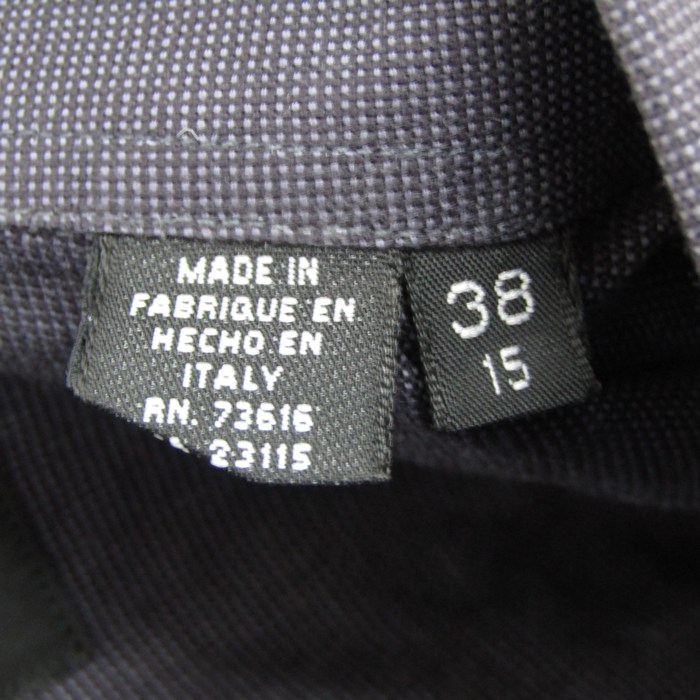 MADE IN
FABRIQUE EN
HECHO EN
ITALY
RN. 73616
23115
38
15